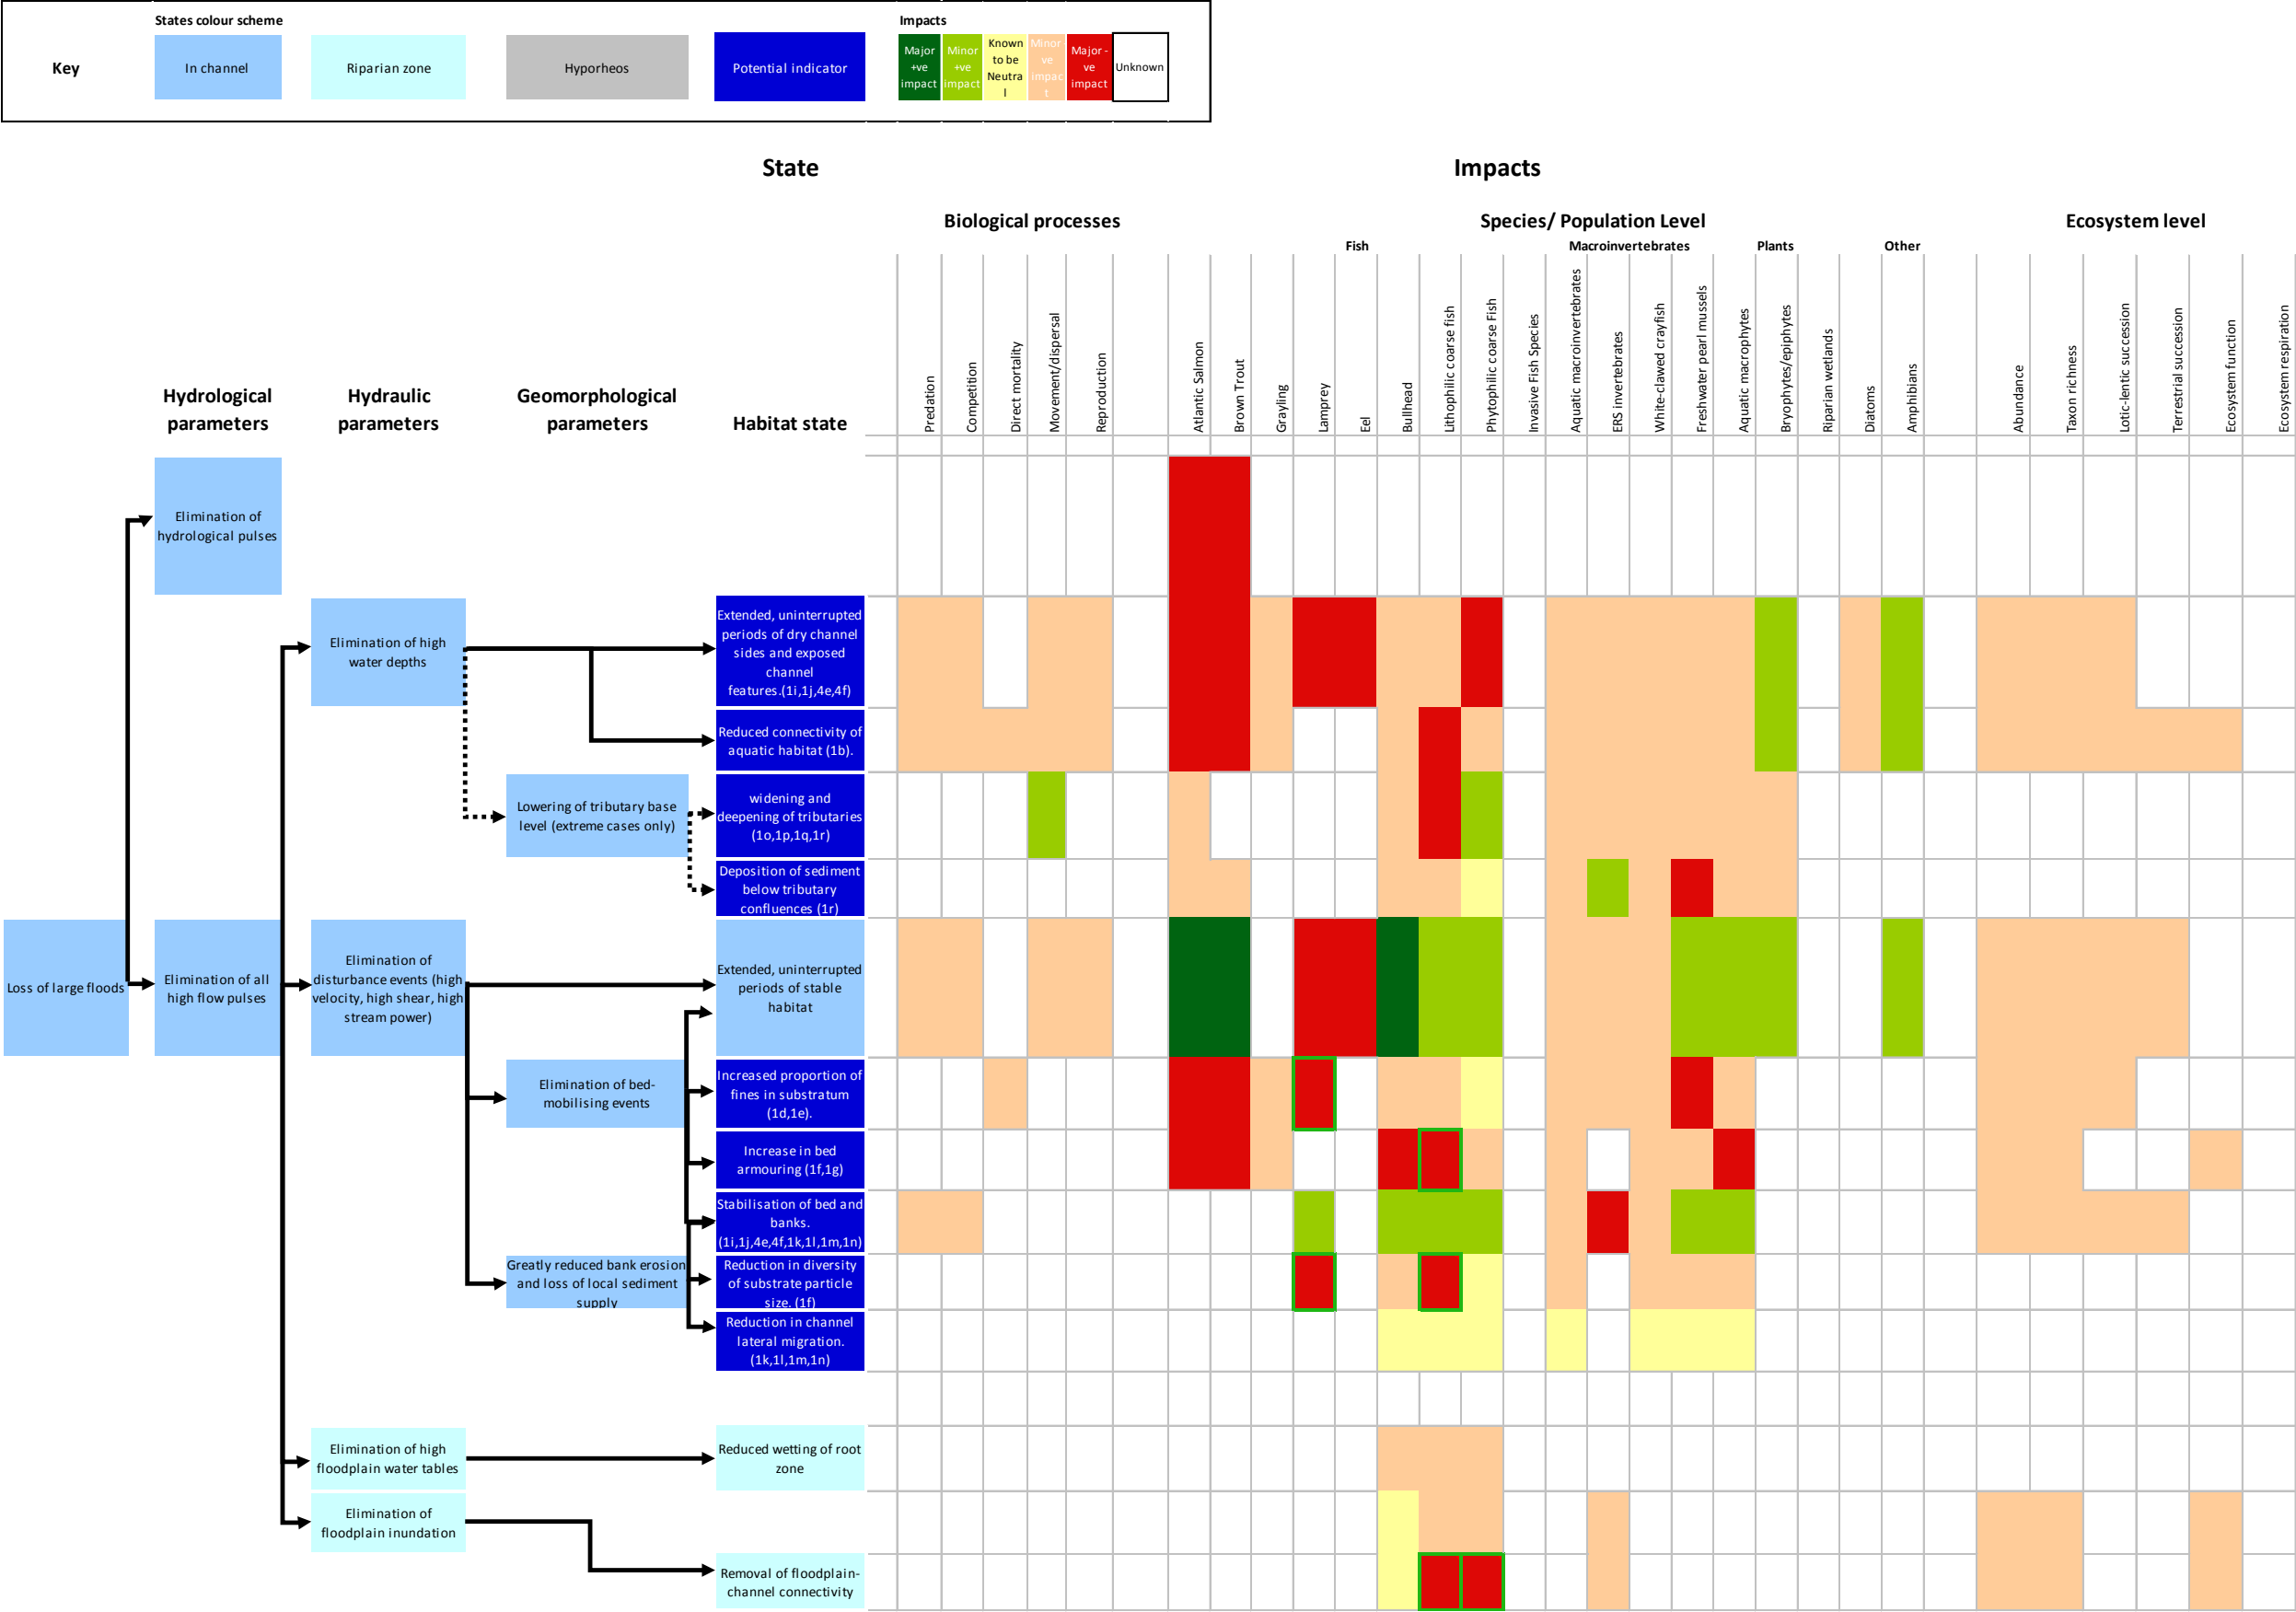 States colour scheme
Impacts
Key
In channel
Riparian zone
Hyporheos
Potential indicator
Major
+ve
impact
Minor
+ve
impact
Known
to be
Neutra
l
Minor -
ve
impac
t
Major -
ve
impact
Unknown
State
Impacts
Biological processes
Species/ Population Level
Ecosystem level
Fish
Macroinvertebrates
Plants
Other
Hydrological
parameters
Hydraulic
parameters
Geomorphological
parameters
Habitat state
Predation
Competition
Direct mortality
Movement/dispersal
Reproduction
Atlantic Salmon
Brown Trout
Grayling
Lamprey
Eel
Bullhead
Lithophilic coarse fish
Phytophilic coarse Fish
Invasive Fish Species
Aquatic macroinvertebrates
ERS invertebrates
White-clawed crayfish
Freshwater pearl mussels
Aquatic macrophytes
Bryophytes/epiphytes
Riparian wetlands
Diatoms
Amphibians
Abundance
Taxon richness
Lotic-lentic succession
Terrestrial succession
Ecosystem function
Ecosystem respiration
Elimination of
hydrological pulses
Elimination of high
water depths
Extended, uninterrupted
periods of dry channel
sides and exposed
channel
features.(1i,1j,4e,4f)
Reduced connectivity of
aquatic habitat (1b).
Lowering of tributary base
level (extreme cases only)
widening and
deepening of tributaries
(1o,1p,1q,1r)
Deposition of sediment
below tributary
confluences (1r)
Loss of large floods
Elimination of all
high flow pulses
Elimination of
disturbance events (high
velocity, high shear, high
stream power)
Extended, uninterrupted
periods of stable
habitat
Elimination of bed-
mobilising events
Increased proportion of
fines in substratum
(1d,1e).
Increase in bed
armouring (1f,1g)
Stabilisation of bed and
banks.
(1i,1j,4e,4f,1k,1l,1m,1n)
Greatly reduced bank erosion
and loss of local sediment
supply
Reduction in diversity
of substrate particle
size. (1f)
Reduction in channel
lateral migration.
(1k,1l,1m,1n)
Elimination of high
floodplain water tables
Reduced wetting of root
zone
Elimination of
floodplain inundation
Removal of floodplain-
channel connectivity